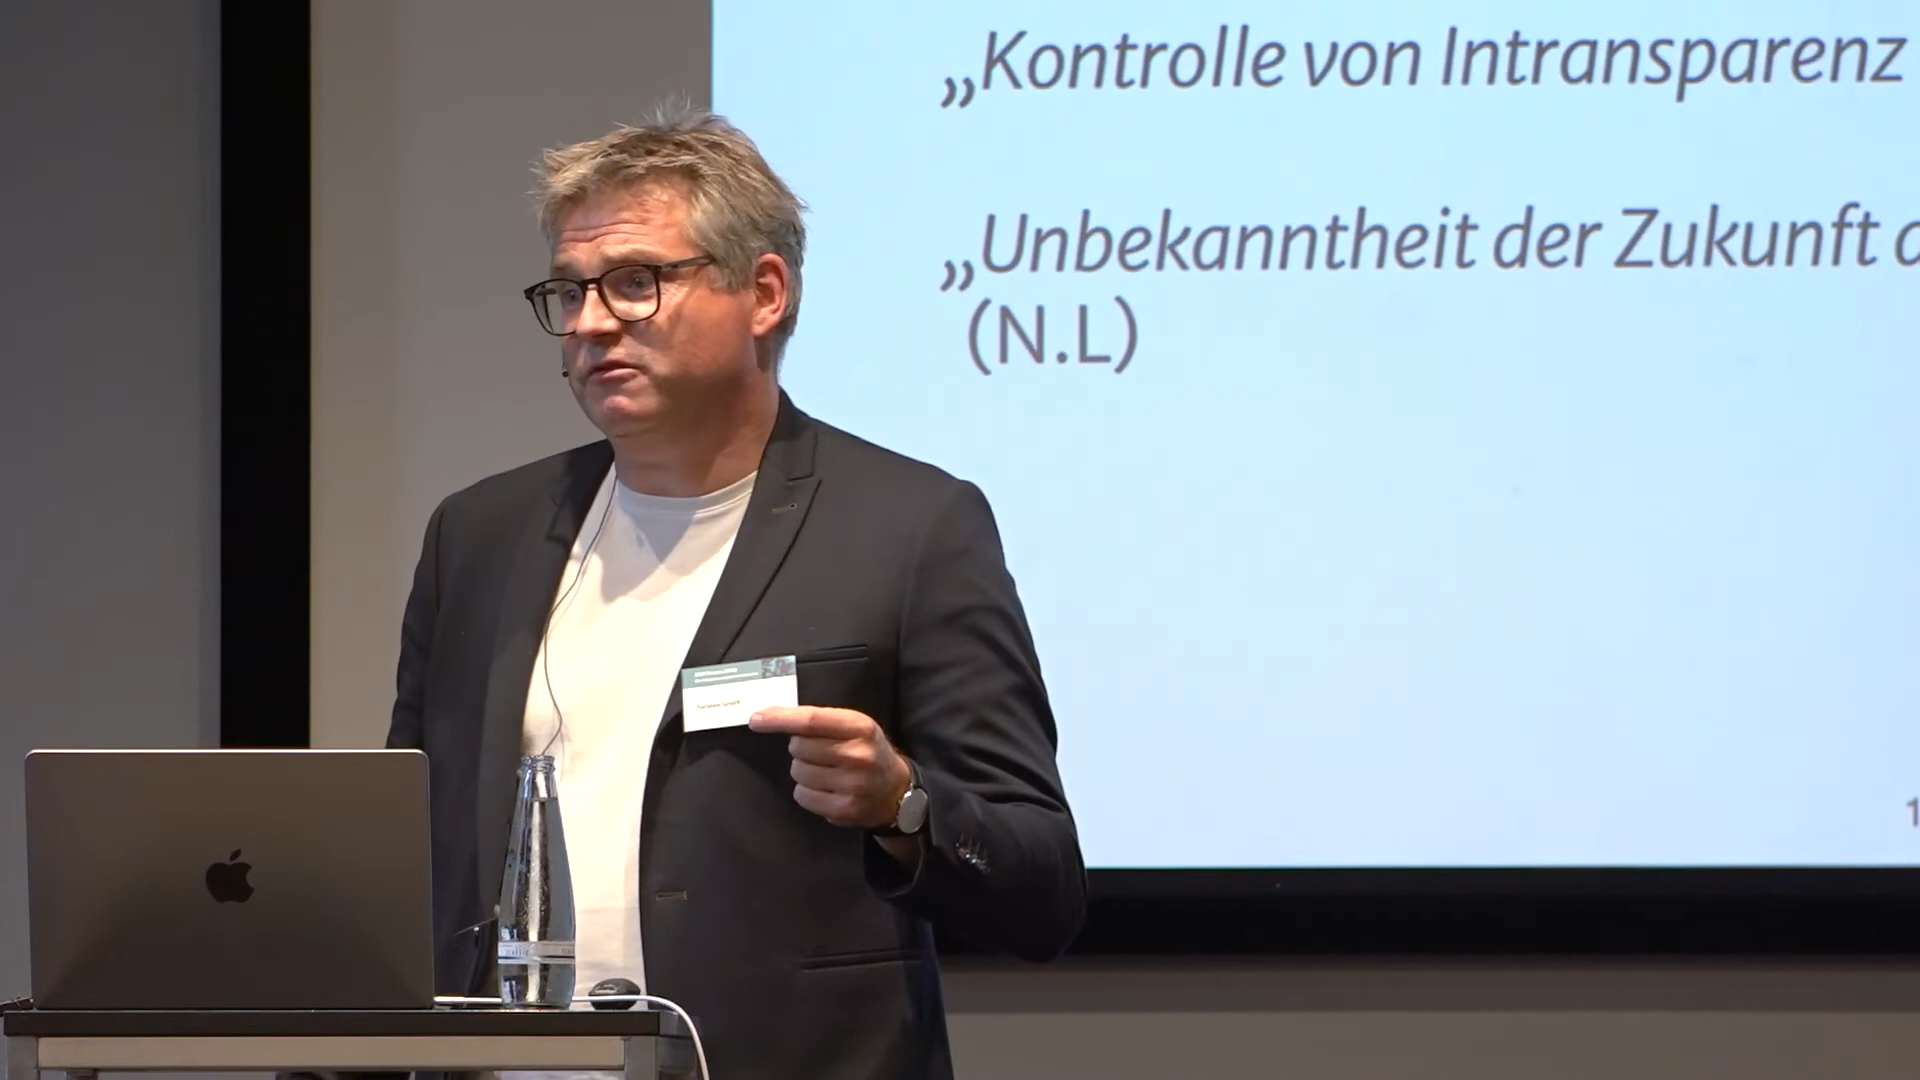 „Kontrolle von Intransparenz
„Unbekanntheit der Zukunft
(N.L)